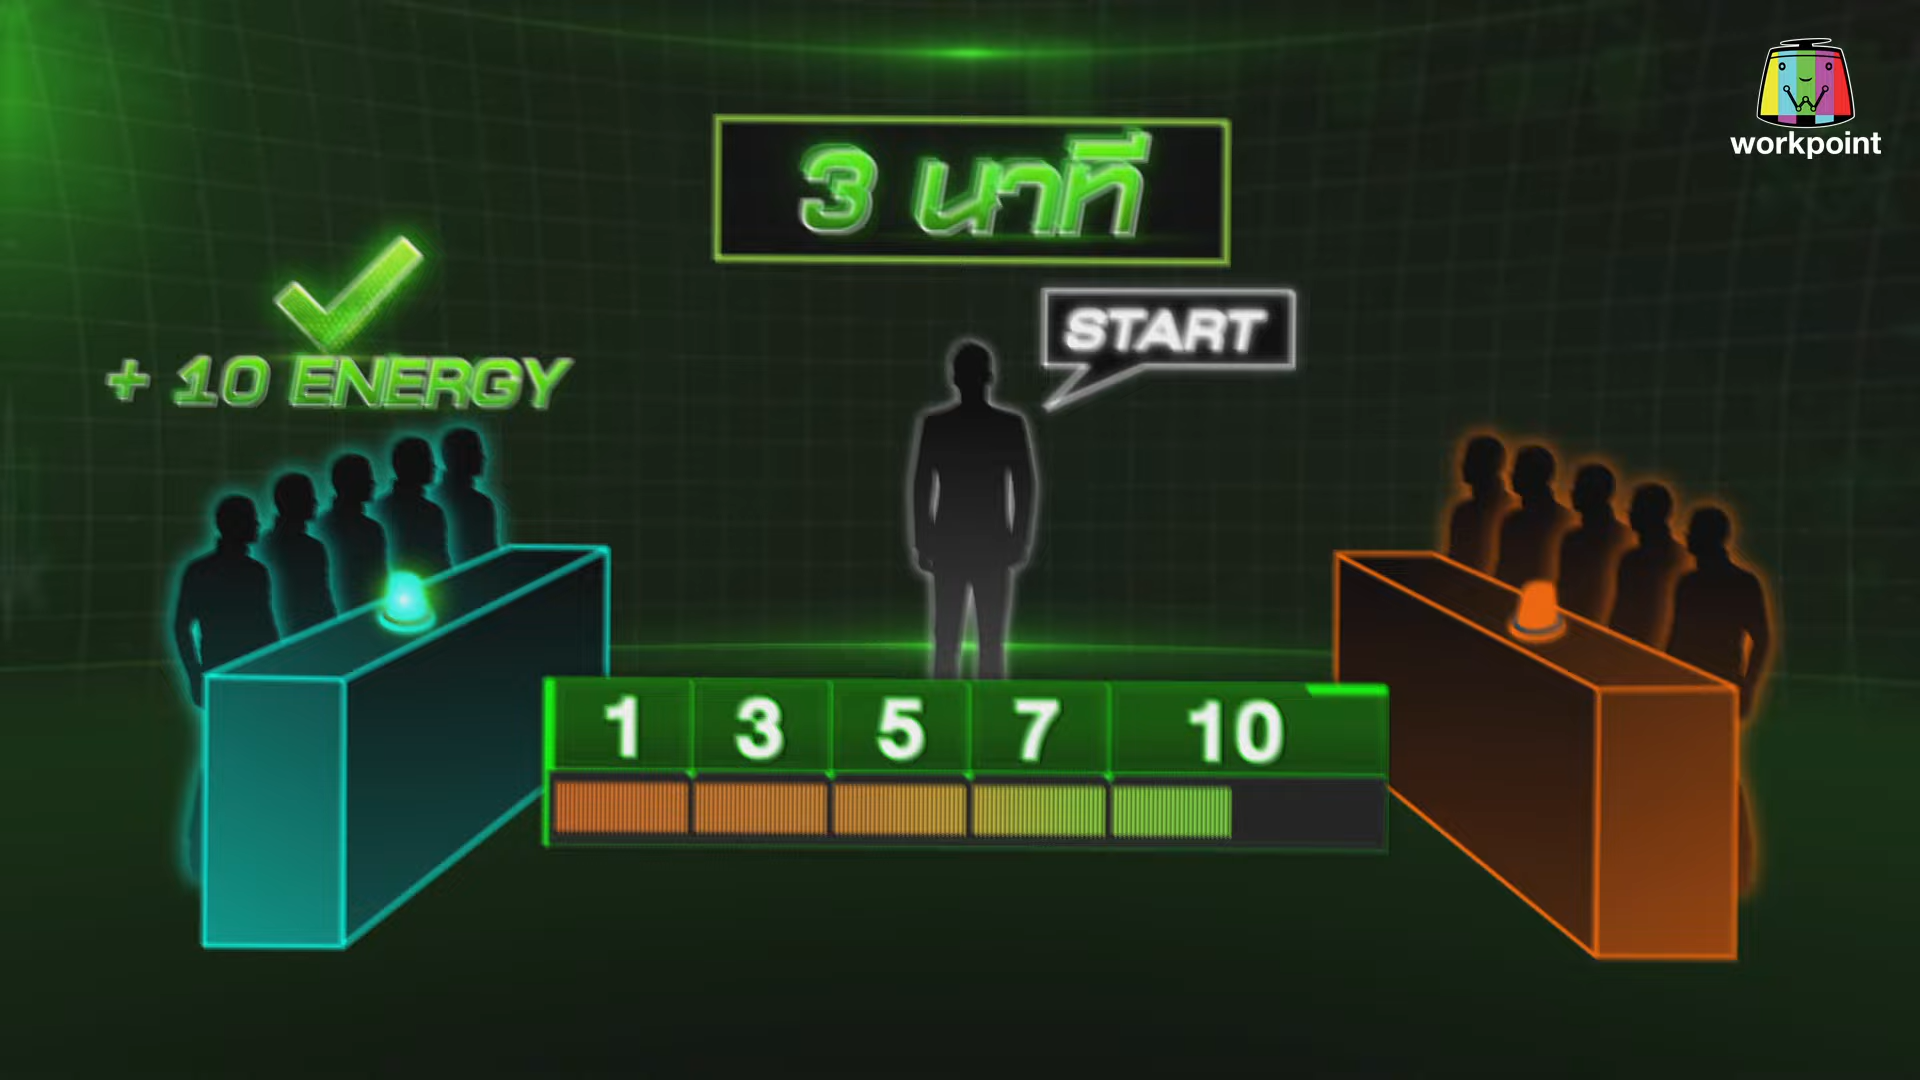 workpoint
3 นาที
START
+ 10 ENERGY
1 3 5 7 10